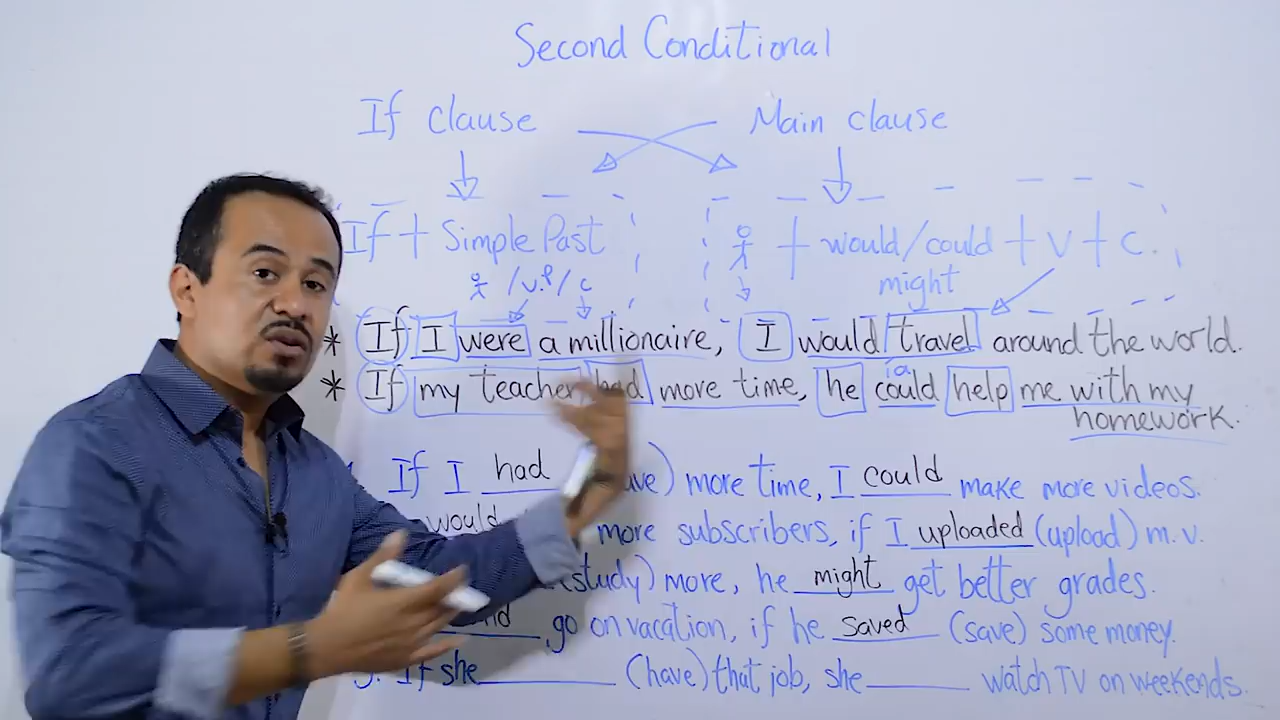 Second Conditional
If clause Main clause
If + Simple Past + would/could + V + C.
might
/v.p/c
* If I were a millionaire, I would travel around the world.
* If my teacher had more time, he could help me with my
homework.
If I had more time, I could make more videos.
would more subscribers, if I uploaded (upload) m.v.
(study) more, he might get better grades.
go on vacation, if he saved (save) some money.
If she (have) that job, she watch TV on weekends.